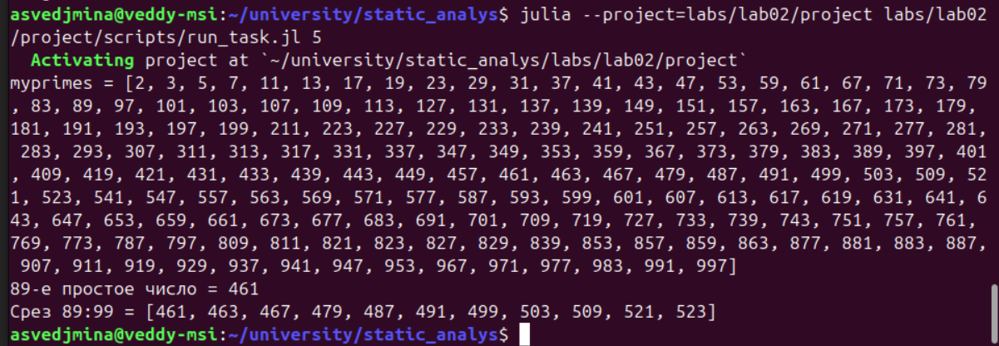 asvedjmina@veddy-msi:~/university/static_analys$ julia --project=labs/lab02/project labs/lab02
/project/scripts/run_task.jl 5
  Activating project at `~/university/static_analys/labs/lab02/project`
myprimes = [2, 3, 5, 7, 11, 13, 17, 19, 23, 29, 31, 37, 41, 43, 47, 53, 59, 61, 67, 71, 73, 79
, 83, 89, 97, 101, 103, 107, 109, 113, 127, 131, 137, 139, 149, 151, 157, 163, 167, 173, 179,
181, 191, 193, 197, 199, 211, 223, 227, 229, 233, 239, 241, 251, 257, 263, 269, 271, 277, 281,
 283, 293, 307, 311, 313, 317, 331, 337, 347, 349, 353, 359, 367, 373, 379, 383, 389, 397, 401
, 409, 419, 421, 431, 433, 439, 443, 449, 457, 461, 463, 467, 479, 487, 491, 499, 503, 509, 52
1, 523, 541, 547, 557, 563, 569, 571, 577, 587, 593, 599, 601, 607, 613, 617, 619, 631, 641, 6
43, 647, 653, 659, 661, 673, 677, 683, 691, 701, 709, 719, 727, 733, 739, 743, 751, 757, 761,
769, 773, 787, 797, 809, 811, 821, 823, 827, 829, 839, 853, 857, 859, 863, 877, 881, 883, 887,
 907, 911, 919, 929, 937, 941, 947, 953, 967, 971, 977, 983, 991, 997]
89-е простое число = 461
Срез 89:99 = [461, 463, 467, 479, 487, 491, 499, 503, 509, 521, 523]
asvedjmina@veddy-msi:~/university/static_analys$